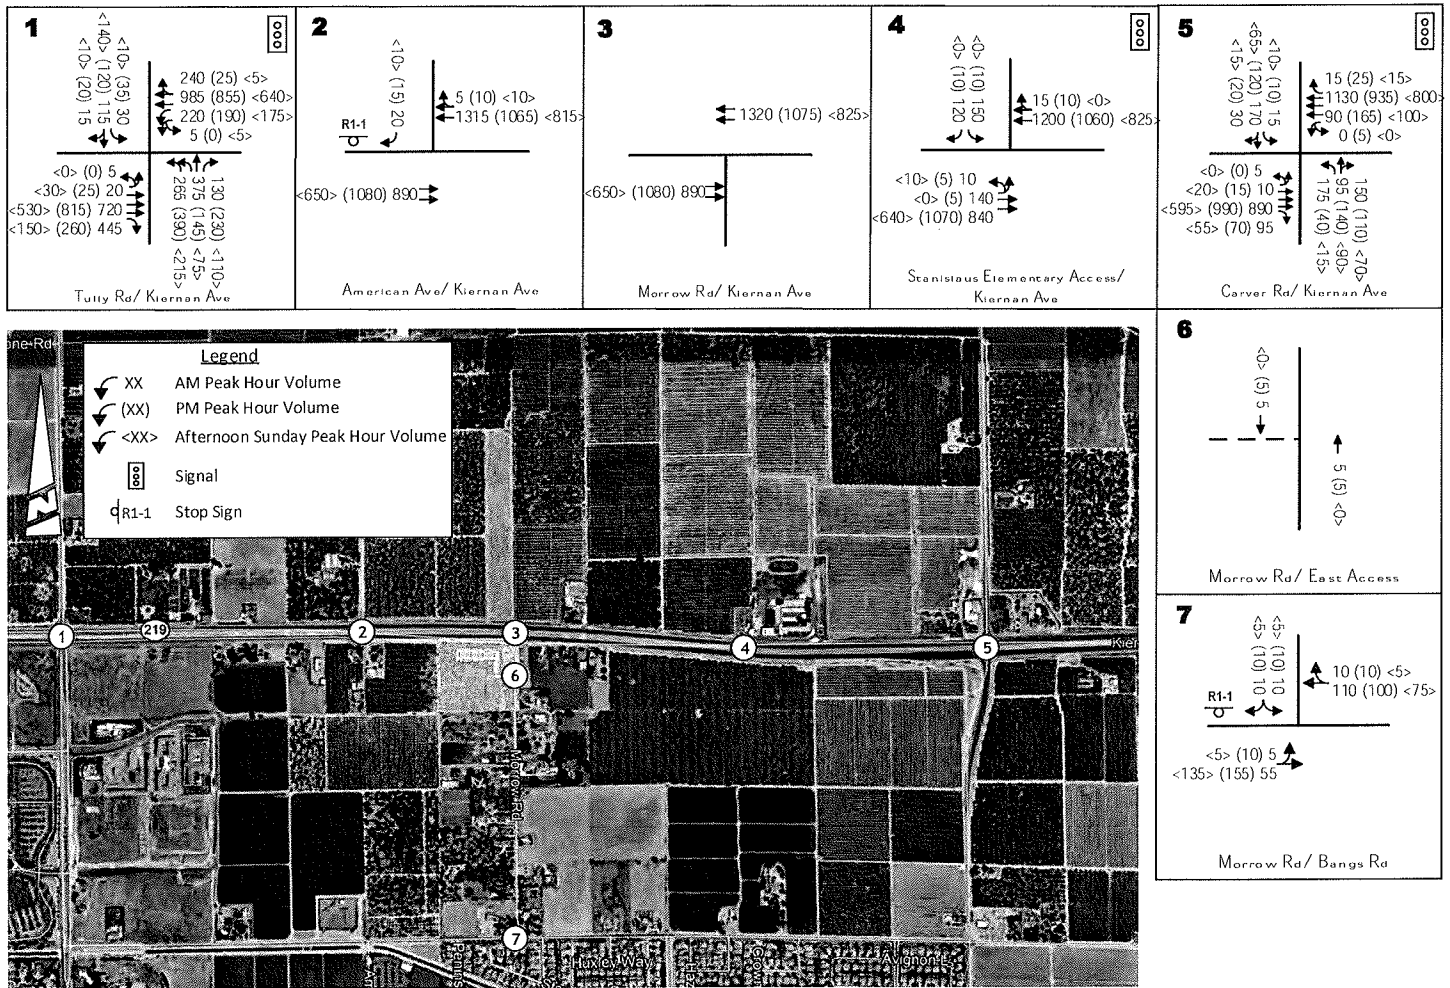 1
<10> (20) 15
<140> (120) 115
<10> (35) 30
240 (25) <5>
985 (855) <640>
220 (190) <175>
5 (0) <5>
<0> (0) 5
<30> (25) 20
<530> (815) 720
<150> (260) 445
265 (390) <215>
375 (145) <75>
130 (230) <110>
Tully Rd/ Kiernan Ave
2
<10> (15) 20
R1-1
5 (10) <10>
1315 (1065) <815>
<650> (1080) 890
American Ave/ Kiernan Ave
3
1320 (1075) <825>
<650> (1080) 890
Morrow Rd/ Kiernan Ave
4
<0> (10) 120
<0> (10) 160
15 (10) <0>
1200 (1060) <825>
<10> (5) 10
<0> (5) 140
<640> (1070) 840
Stanislaus Elementary Access/
Kiernan Ave
5
<15> (20) 30
<65> (120) 170
<10> (10) 15
15 (25) <15>
1130 (935) <800>
90 (165) <100>
0 (5) <0>
<0> (0) 5
<20> (15) 10
<595> (990) 890
<55> (70) 95
175 (40) <15>
95 (140) <90>
150 (110) <70>
Carver Rd/ Kiernan Ave
6
<0> (5) 5
5 (5) <0>
Morrow Rd/ East Access
7
<5> (10) 10
<5> (10) 10
R1-1
10 (10) <5>
110 (100) <75>
<5> (10) 5
<135> (155) 55
Morrow Rd/ Bangs Rd
Legend
XX AM Peak Hour Volume
(XX) PM Peak Hour Volume
<XX> Afternoon Sunday Peak Hour Volume
Signal
R1-1 Stop Sign
N
one Rd
1
219
2
3
4
5
Kier
6
Morrow Rd
7
Huxley Way